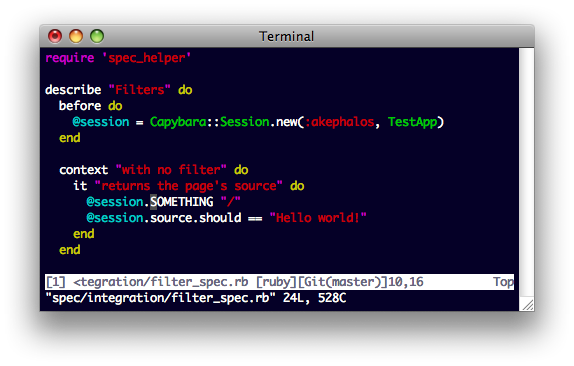 Terminal
require 'spec_helper'
describe "Filters" do
before do
@session = Capybara::Session.new(:akephalos, TestApp)
end
context "with no filter" do
it "returns the page's source" do
@session.SOMETHING "/"
@session.source.should == "Hello world!"
end
end
[1] <tegration/filter_spec.rb [ruby][Git(master)]10,16 Top
"spec/integration/filter_spec.rb" 24L, 528C